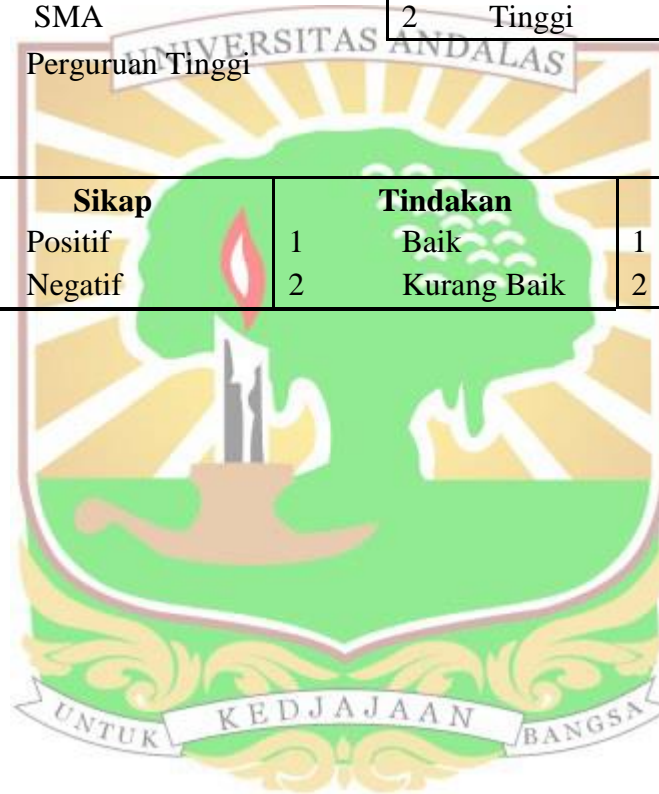 SMA 2 Tinggi
UNIVERSITAS ANDALAS
Perguruan Tinggi
Sikap Tindakan
Positif 1 Baik 1
Negatif 2 Kurang Baik 2
UNTUK KEDJAJAAN BANGSA